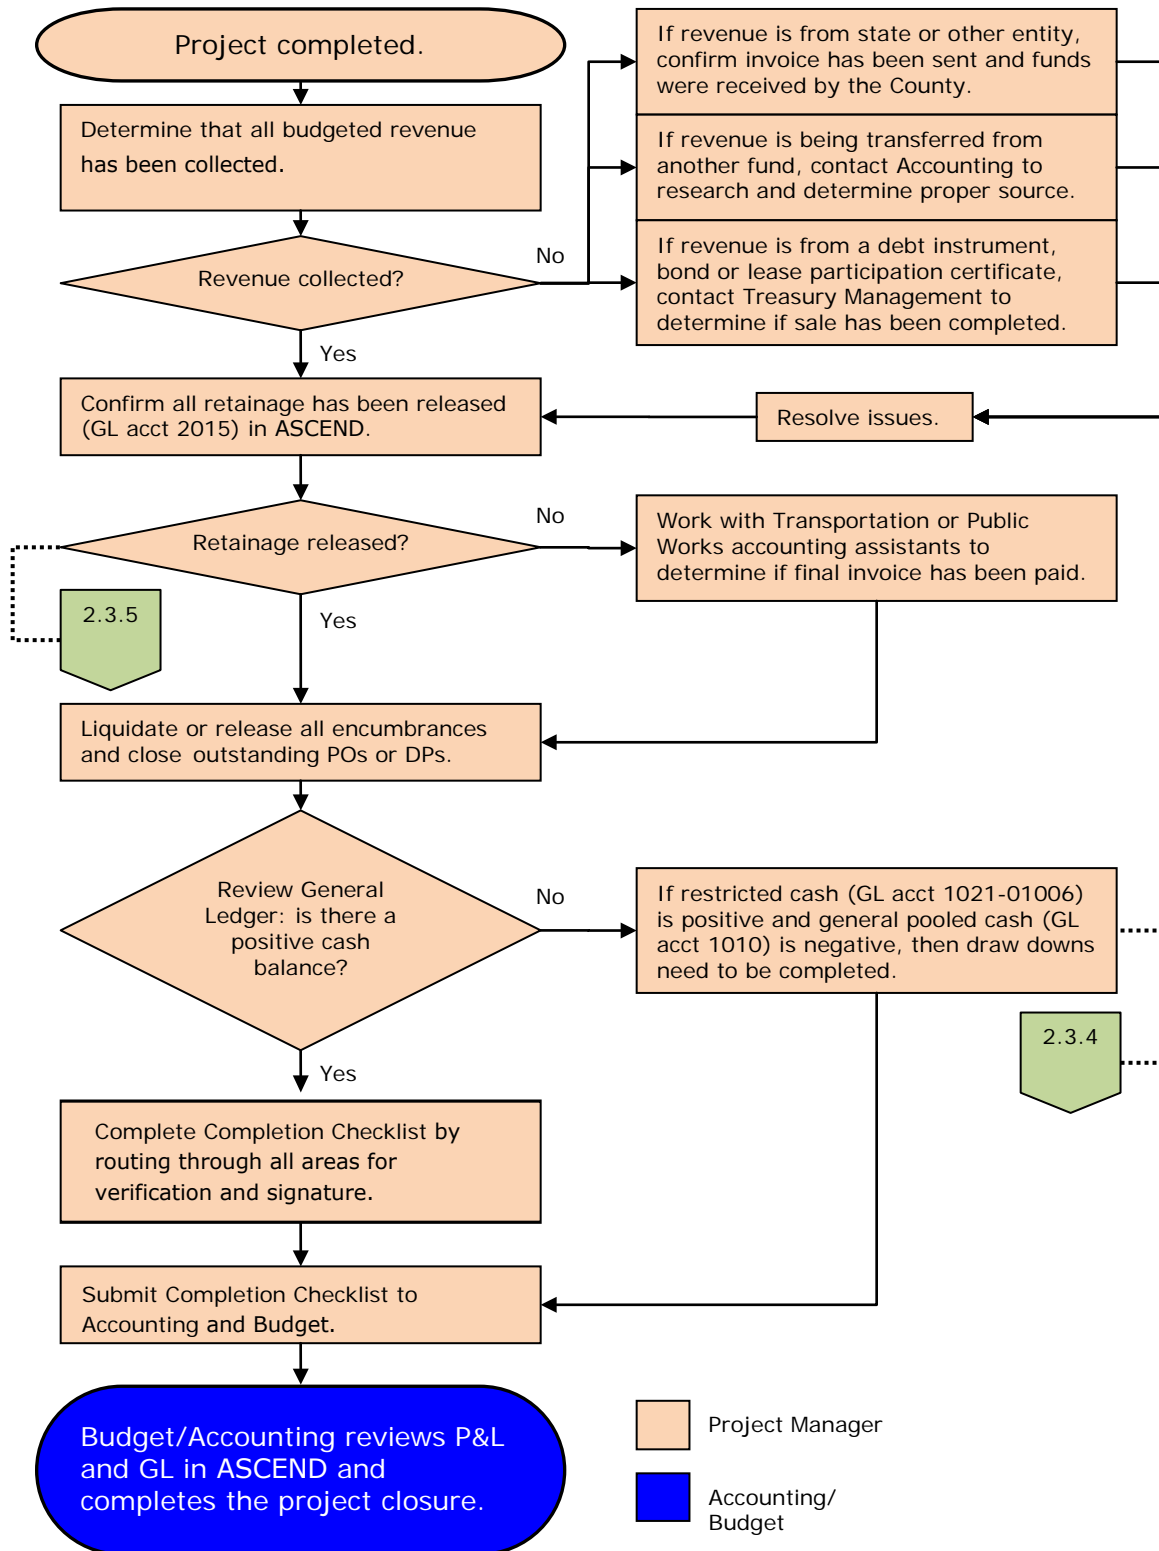 Project completed.
Determine that all budgeted revenue
has been collected.
Revenue collected?
No
If revenue is from state or other entity,
confirm invoice has been sent and funds
were received by the County.
If revenue is being transferred from
another fund, contact Accounting to
research and determine proper source.
If revenue is from a debt instrument,
bond or lease participation certificate,
contact Treasury Management to
determine if sale has been completed.
Yes
Confirm all retainage has been released
(GL acct 2015) in ASCEND.
Resolve issues.
Retainage released?
No
Work with Transportation or Public
Works accounting assistants to
determine if final invoice has been paid.
2.3.5
Yes
Liquidate or release all encumbrances
and close outstanding POs or DPs.
Review General
Ledger: is there a
positive cash
balance?
No
If restricted cash (GL acct 1021-01006)
is positive and general pooled cash (GL
acct 1010) is negative, then draw downs
need to be completed.
2.3.4
Yes
Complete Completion Checklist by
routing through all areas for
verification and signature.
Submit Completion Checklist to
Accounting and Budget.
Budget/Accounting reviews P&L
and GL in ASCEND and
completes the project closure.
Project Manager
Accounting/
Budget